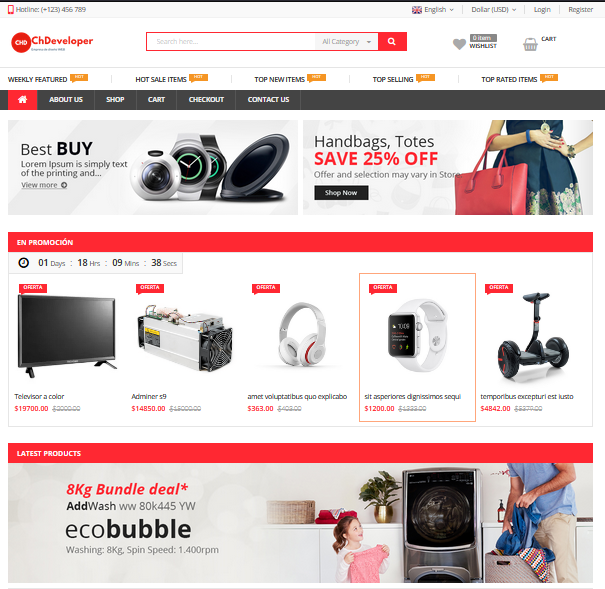 Hotline: (+123) 456 789
English
Dollar (USD)
Login
Register
CHD
ChDeveloper
Search here...
All Category
0 item
WISHLIST
CART
WEEKLY FEATURED HOT
HOT SALE ITEMS HOT
TOP NEW ITEMS HOT
TOP SELLING HOT
TOP RATED ITEMS HOT
ABOUT US
SHOP
CART
CHECKOUT
CONTACT US
Best BUY
Lorem Ipsum is simply text
of the printing and...
View more
Handbags, Totes
SAVE 25% OFF
Offer and selection may vary in Store
Shop Now
EN PROMOCIÓN
01 Days : 18 Hrs : 09 Mins : 38 Secs
OFERTA
OFERTA
OFERTA
OFERTA
OFERTA
10:09
Televisor a color
$19700.00 $2000.00
Adminer s9
$14850.00 $15000.00
amet voluptatibus quo explicabo
$363.00 $403.00
sit asperiores dignissimos sequi
$1200.00 $1333.00
temporibus excepturi est iusto
$4842.00 $5379.00
LATEST PRODUCTS
8Kg Bundle deal*
AddWash ww 80k445 YW
ecobubble
Washing: 8Kg, Spin Speed: 1.400rpm